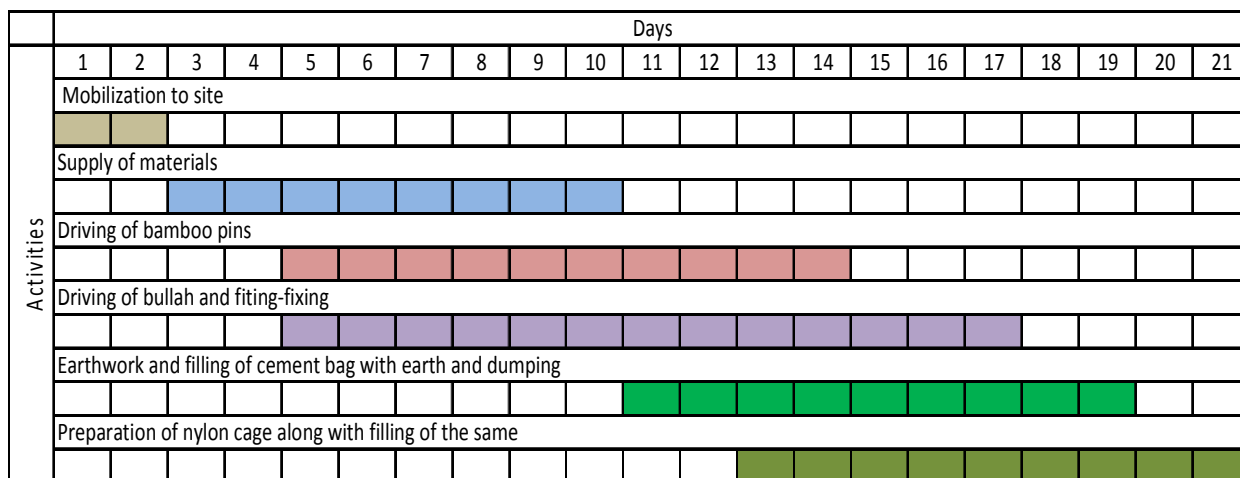 Days
1 2 3 4 5 6 7 8 9 10 11 12 13 14 15 16 17 18 19 20 21
Activities
Mobilization to site
Supply of materials
Driving of bamboo pins
Driving of bullah and fiting-fixing
Earthwork and filling of cement bag with earth and dumping
Preparation of nylon cage along with filling of the same